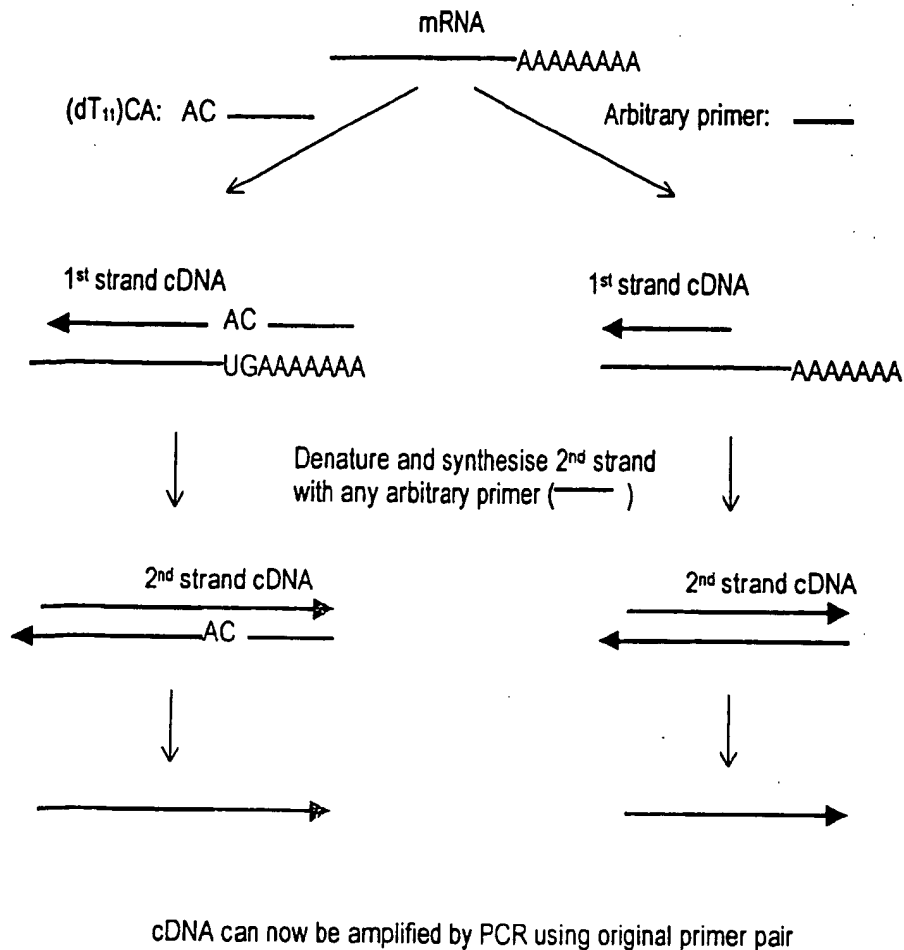 mRNA
AAAAAAAA
(dT₁₁)CA: AC
Arbitrary primer:
1st strand cDNA
1st strand cDNA
AC
UGAAAAAAA
AAAAAAA
Denature and synthesise 2nd strand
with any arbitrary primer ( )
2nd strand cDNA
2nd strand cDNA
AC
cDNA can now be amplified by PCR using original primer pair